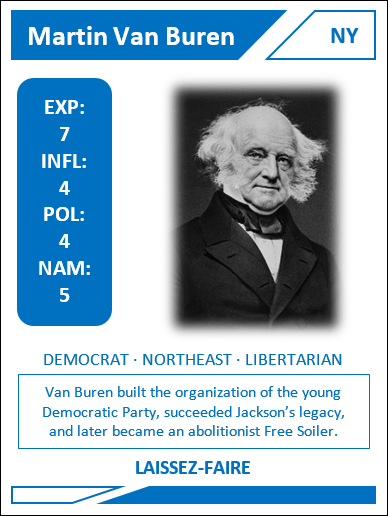 Martin Van Buren
NY
EXP:
7
INFL:
4
POL:
4
NAM:
5
DEMOCRAT · NORTHEAST · LIBERTARIAN
Van Buren built the organization of the young
Democratic Party, succeeded Jackson’s legacy,
and later became an abolitionist Free Soiler.
LAISSEZ-FAIRE